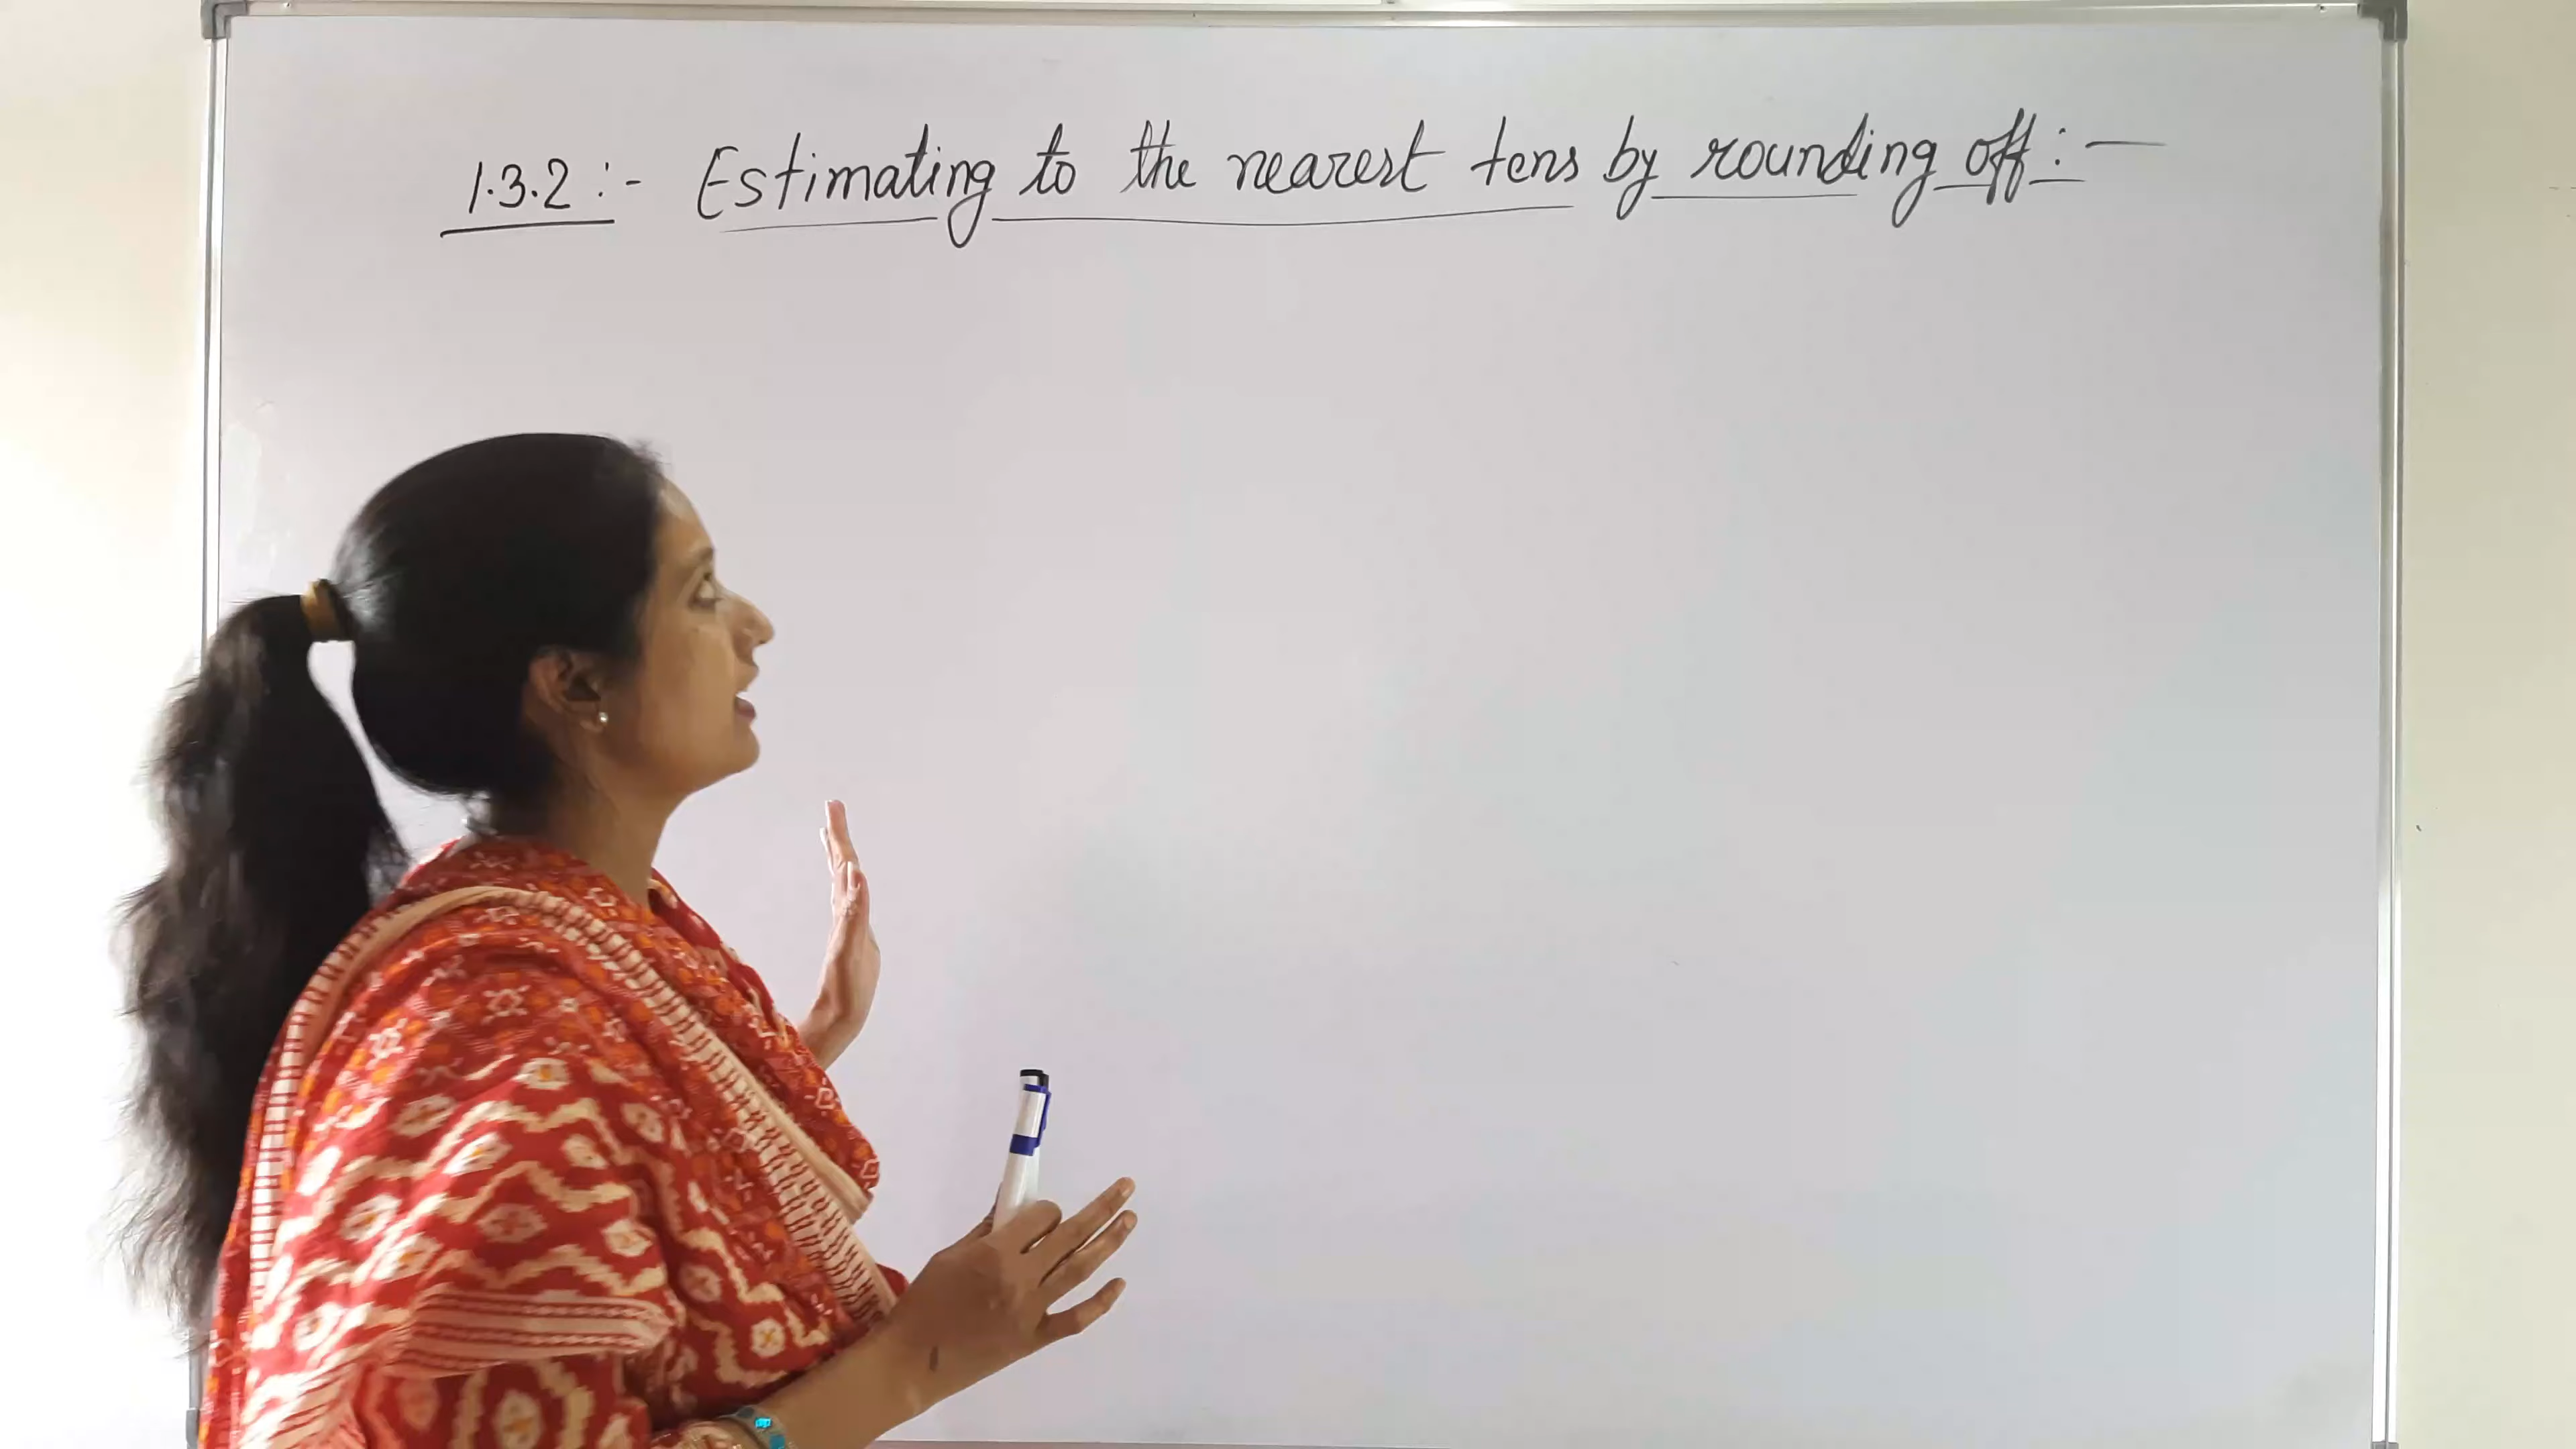 1.3.2 :- Estimating to the nearest tens by rounding off :-